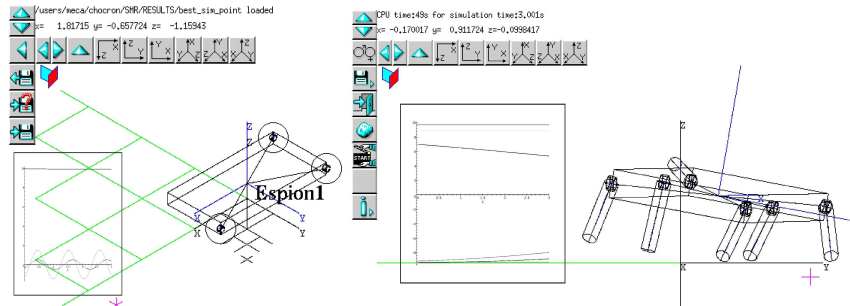 /users/meca/chocron/SMR/RESULTS/best_sim_point loaded
x= 1.81715 y= -0.657724 z= -1.15943
Espion1
Z
Z
X
Y
X
Y
CPU time:49s for simulation time:3.001s
x= -0.170017 y= 0.911724 z=-0.0998417
START
Z
X
Y